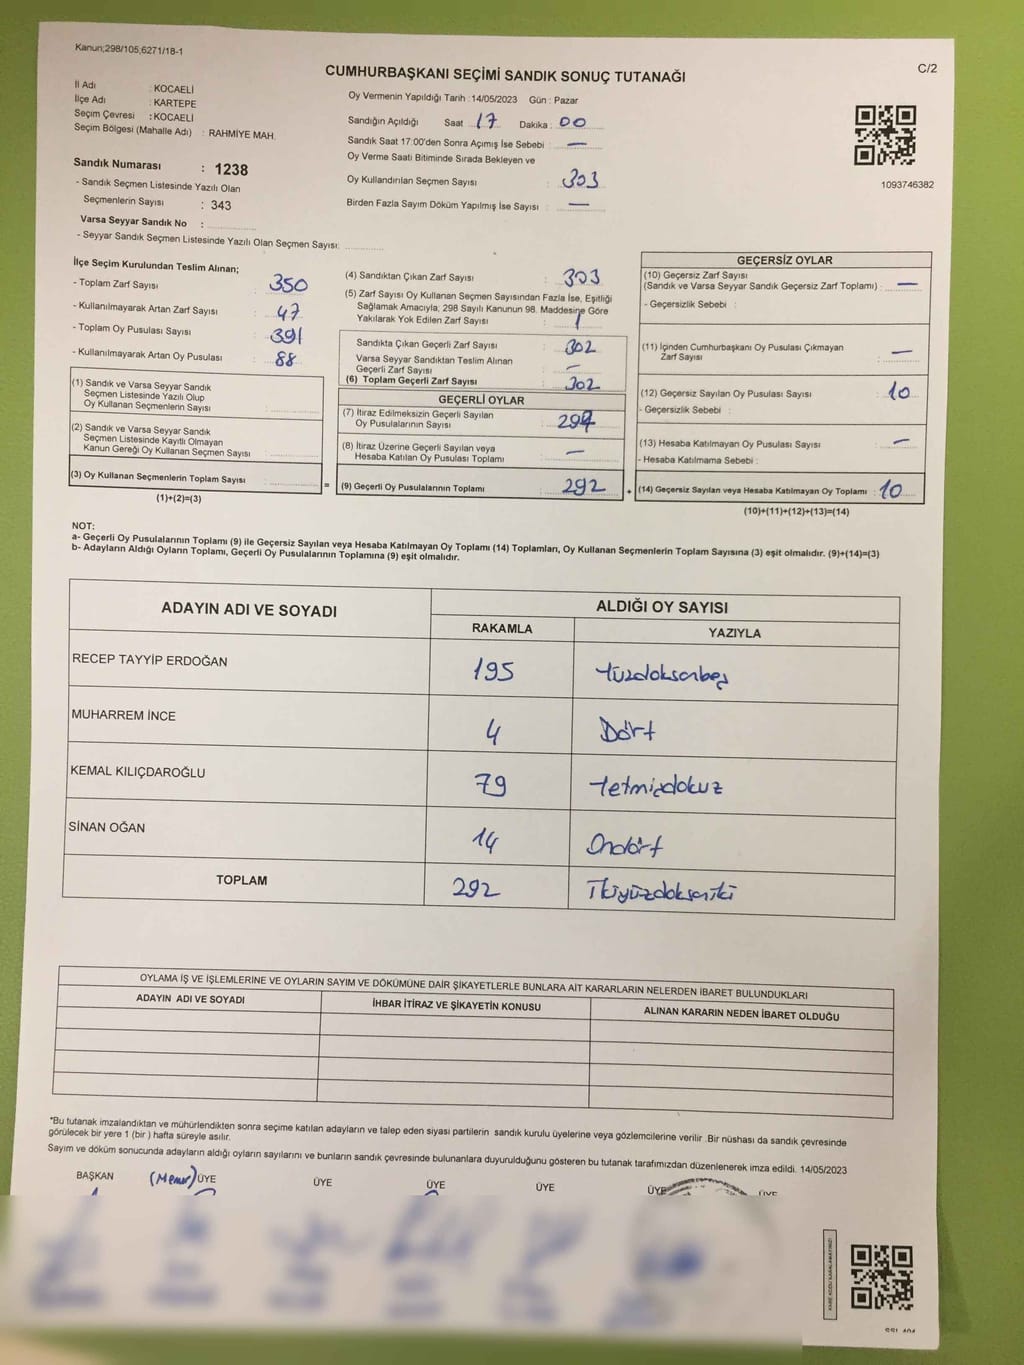 Kanun;298/105;6271/18-1
C/2
CUMHURBAŞKANI SEÇİMİ SANDIK SONUÇ TUTANAĞI
İl Adı : KOCAELİ
İlçe Adı : KARTEPE
Seçim Çevresi : KOCAELİ
Seçim Bölgesi (Mahalle Adı) : RAHMİYE MAH.
Sandık Numarası : 1238
- Sandık Seçmen Listesinde Yazılı Olan
Seçmenlerin Sayısı : 343
Varsa Seyyar Sandık No :
- Seyyar Sandık Seçmen Listesinde Yazılı Olan Seçmen Sayısı:
Oy Vermenin Yapıldığı Tarih :14/05/2023 Gün : Pazar
Sandığın Açıldığı Saat 17 Dakika : 00
Sandık Saat 17:00'den Sonra Açımış İse Sebebi : —
Oy Verme Saati Bitiminde Sırada Bekleyen ve
Oy Kullandırılan Seçmen Sayısı : 303
Birden Fazla Sayım Döküm Yapılmış İse Sayısı : —
1093746382
İlçe Seçim Kurulundan Teslim Alınan;
- Toplam Zarf Sayısı : 350
- Kullanılmayarak Artan Zarf Sayısı : 47
- Toplam Oy Pusulası Sayısı : 391
- Kullanılmayarak Artan Oy Pusulası : 88
(1) Sandık ve Varsa Seyyar Sandık
Seçmen Listesinde Yazılı Olup
Oy Kullanan Seçmenlerin Sayısı :
(2) Sandık ve Varsa Seyyar Sandık
Seçmen Listesinde Kayıtlı Olmayan
Kanun Gereği Oy Kullanan Seçmen Sayısı :
(3) Oy Kullanan Seçmenlerin Toplam Sayısı :
(1)+(2)=(3)
(4) Sandıktan Çıkan Zarf Sayısı : 303
(5) Zarf Sayısı Oy Kullanan Seçmen Sayısından Fazla İse, Eşitliği
Sağlamak Amacıyla, 298 Sayılı Kanunun 98. Maddesine Göre
Yakılarak Yok Edilen Zarf Sayısı : 1
Sandıkta Çıkan Geçerli Zarf Sayısı : 302
Varsa Seyyar Sandıktan Teslim Alınan
Geçerli Zarf Sayısı : —
(6) Toplam Geçerli Zarf Sayısı : 302
GEÇERLİ OYLAR
(7) İtiraz Edilmeksizin Geçerli Sayılan
Oy Pusulalarının Sayısı :
(8) İtiraz Üzerine Geçerli Sayılan veya
Hesaba Katılan Oy Pusulası Toplamı : —
= (9) Geçerli Oy Pusulalarının Toplamı : 292
GEÇERSİZ OYLAR
(10) Geçersiz Zarf Sayısı
(Sandık ve Varsa Seyyar Sandık Geçersiz Zarf Toplamı) : —
- Geçersizlik Sebebi :
(11) İçinden Cumhurbaşkanı Oy Pusulası Çıkmayan
Zarf Sayısı : —
(12) Geçersiz Sayılan Oy Pusulası Sayısı : 10
- Geçersizlik Sebebi :
(13) Hesaba Katılmayan Oy Pusulası Sayısı : —
- Hesaba Katılmama Sebebi :
+ (14) Geçersiz Sayılan veya Hesaba Katılmayan Oy Toplamı : 10
(10)+(11)+(12)+(13)=(14)
NOT:
a- Geçerli Oy Pusulalarının Toplamı (9) ile Geçersiz Sayılan veya Hesaba Katılmayan Oy Toplamı (14) Toplamları, Oy Kullanan Seçmenlerin Toplam Sayısına (3) eşit olmalıdır. (9)+(14)=(3)
b- Adayların Aldığı Oyların Toplamı, Geçerli Oy Pusulalarının Toplamına (9) eşit olmalıdır.
ADAYIN ADI VE SOYADI
ALDIĞI OY SAYISI
RAKAMLA YAZIYLA
RECEP TAYYİP ERDOĞAN 195 Yüzdoksanbeş
MUHARREM İNCE 4 Dört
KEMAL KILIÇDAROĞLU 79 Yetmişdokuz
SİNAN OĞAN 14 Ondört
TOPLAM 292 İkiyüzdoksaniki
OYLAMA İŞ VE İŞLEMLERİNE VE OYLARIN SAYIM VE DÖKÜMÜNE DAİR ŞİKAYETLERLE BUNLARA AİT KARARLARIN NELERDEN İBARET BULUNDUKLARI
ADAYIN ADI VE SOYADI İHBAR İTİRAZ VE ŞİKAYETİN KONUSU ALINAN KARARIN NEDEN İBARET OLDUĞU
*Bu tutanak imzalandıktan ve mühürlendikten sonra seçime katılan adayların ve talep eden siyasi partilerin sandık kurulu üyelerine veya gözlemcilerine verilir .Bir nüshası da sandık çevresinde
görülecek bir yere 1 (bir ) hafta süreyle asılır.
Sayım ve döküm sonucunda adayların aldığı oyların sayılarını ve bunların sandık çevresinde bulunanlara duyurulduğunu gösteren bu tutanak tarafımızdan düzenlenerek imza edildi. 14/05/2023
BAŞKAN (Memur) ÜYE ÜYE ÜYE ÜYE ÜYE ÜYE
KARE KODU KARALAMAYINIZ!